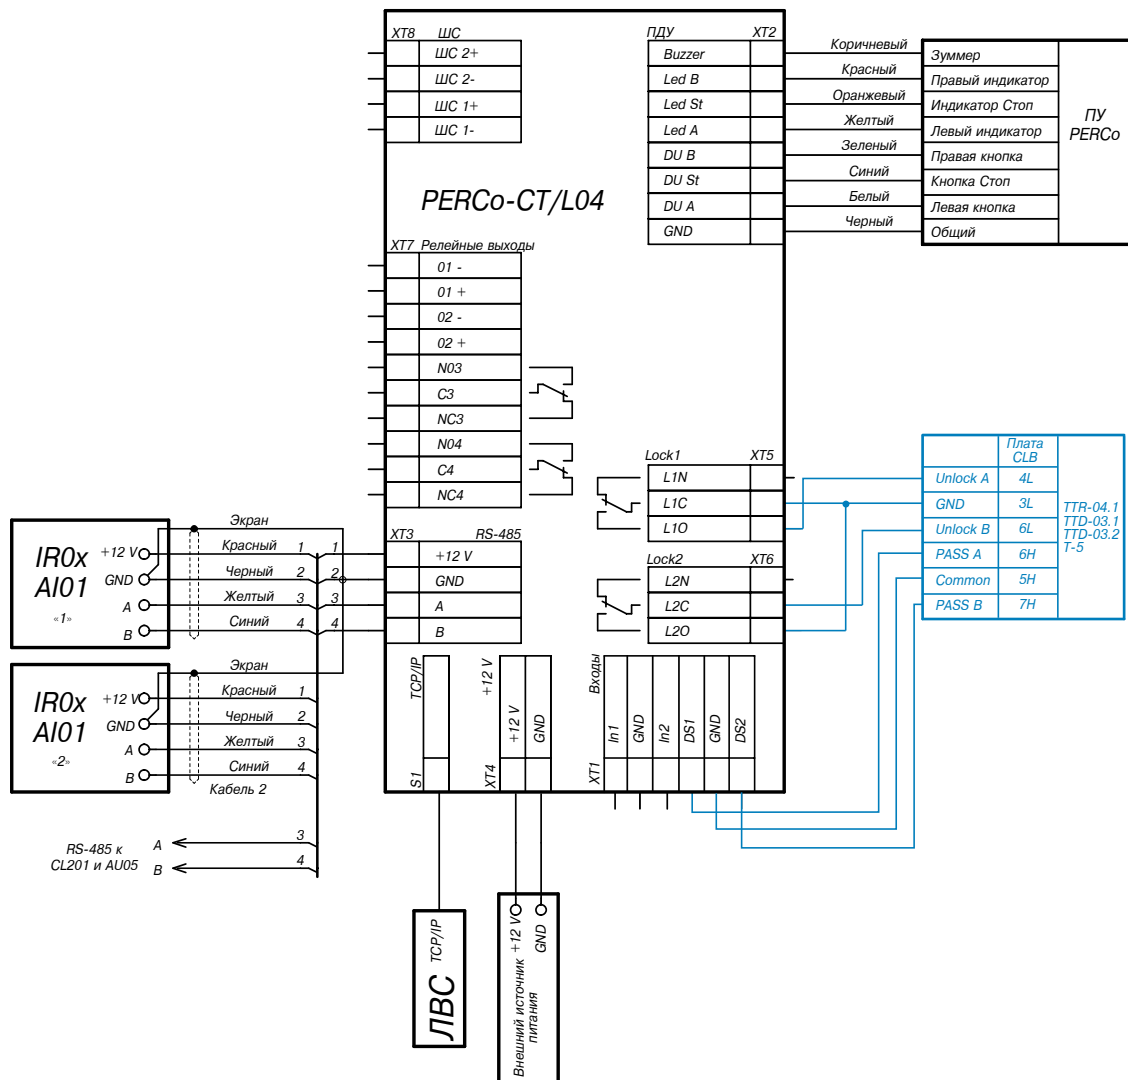 XT8 ШС
ШС 2+
ШС 2-
ШС 1+
ШС 1-
ПДУ XT2
Buzzer
Led B
Led St
Led A
DU B
DU St
DU A
GND
Коричневый
Красный
Оранжевый
Желтый
Зеленый
Синий
Белый
Черный
Зуммер
Правый индикатор
Индикатор Стоп
Левый индикатор
Правая кнопка
Кнопка Стоп
Левая кнопка
Общий
ПУ
PERCo
PERCo-CT/L04
XT7 Релейные выходы
01 -
01 +
02 -
02 +
N03
C3
NC3
N04
C4
NC4
Lock1 XT5
L1N
L1C
L1O
Lock2 XT6
L2N
L2C
L2O
Плата
CLB
Unlock A 4L
GND 3L
Unlock B 6L
PASS A 6H
Common 5H
PASS B 7H
TTR-04.1
TTD-03.1
TTD-03.2
T-5
IR0x
AI01
«1»
+12 V
GND
A
B
Экран
Красный 1 1
Черный 2 2
Желтый 3 3
Синий 4 4
XT3 RS-485
+12 V
GND
A
B
IR0x
AI01
«2»
+12 V
GND
A
B
Экран
Красный 1
Черный 2
Желтый 3
Синий 4
Кабель 2
RS-485 к
CL201 и AU05
A 3
B 4
TCP/IP
S1
+12 V
+12 V
GND
XT4
Входы
In1
GND
In2
DS1
GND
DS2
XT1
ЛВС TCP/IP
Внешний источник
питания
+12 V
GND